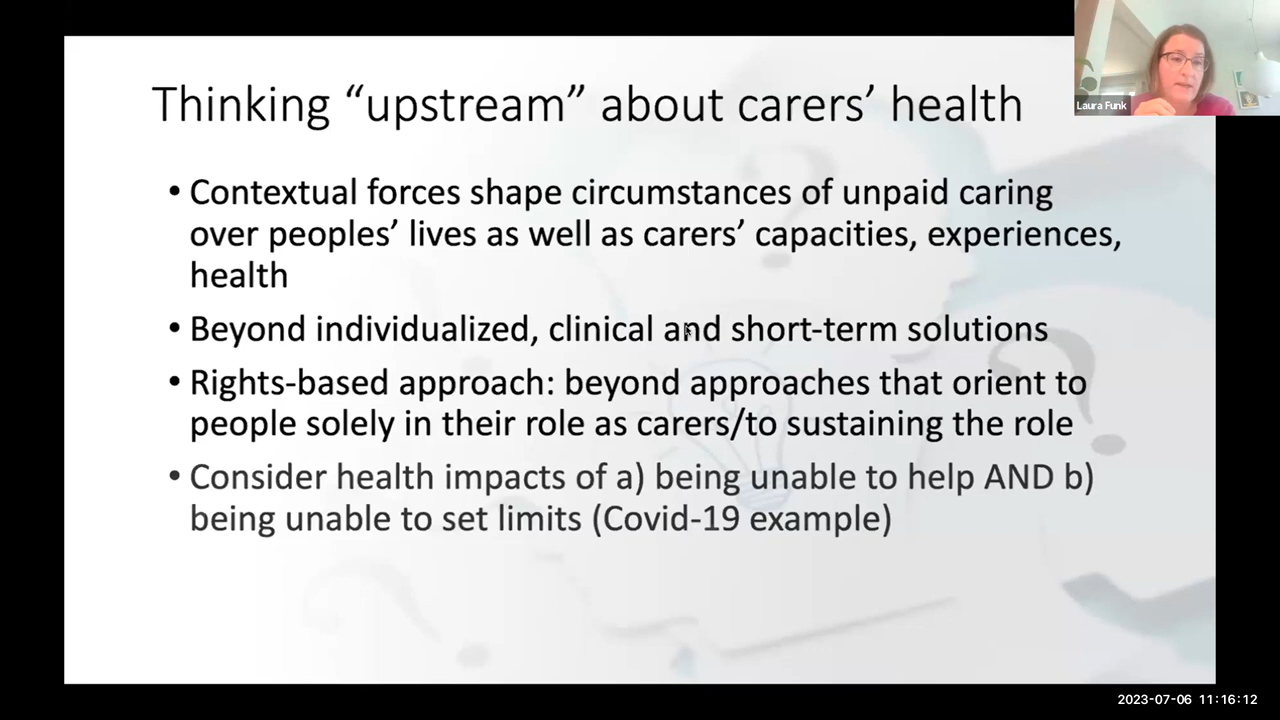 Thinking “upstream” about carers’ health
Laura Funk
• Contextual forces shape circumstances of unpaid caring
over peoples’ lives as well as carers’ capacities, experiences,
health
• Beyond individualized, clinical and short-term solutions
• Rights-based approach: beyond approaches that orient to
people solely in their role as carers/to sustaining the role
• Consider health impacts of a) being unable to help AND b)
being unable to set limits (Covid-19 example)
2023-07-06 11:16:12